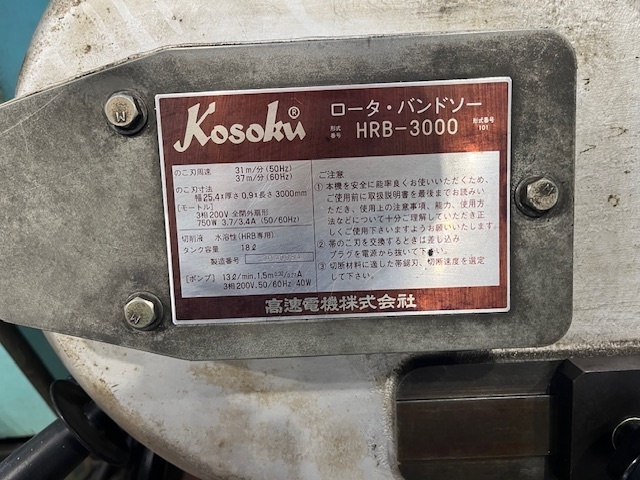 Kosoku®
ロータ・バンドソー
形式番号 HRB-3000 形式番号 101
のこ刃周速 31m/分(50Hz)
37m/分(60Hz)
のこ刃寸法
幅25.4×厚さ0.9×長さ3000mm
[モートル]
3相200V 全閉外扇形
750W 3.7/3.4A (50/60Hz)
切削液 水溶性(HRB専用)
タンク容量 18ℓ
製造番号
[ポンプ] 13ℓ/min.1.5m
3相200V.50/60Hz/40W
ご注意
① 本機を安全に能率良くお使いいただくため、
ご使用前に取扱説明書を最後までお読みい
ただき、使用上の注意事項、能力、使用方
法などについて十分ご理解していただき正
しくご使用下さいますようお願いいたします。
② 帯のこ刃を交換するときは差し込み
プラグを電源から抜いて下さい。
③ 切断材料に適した帯鋸刃、切断速度を選定
して下さい。
高速電機株式会社